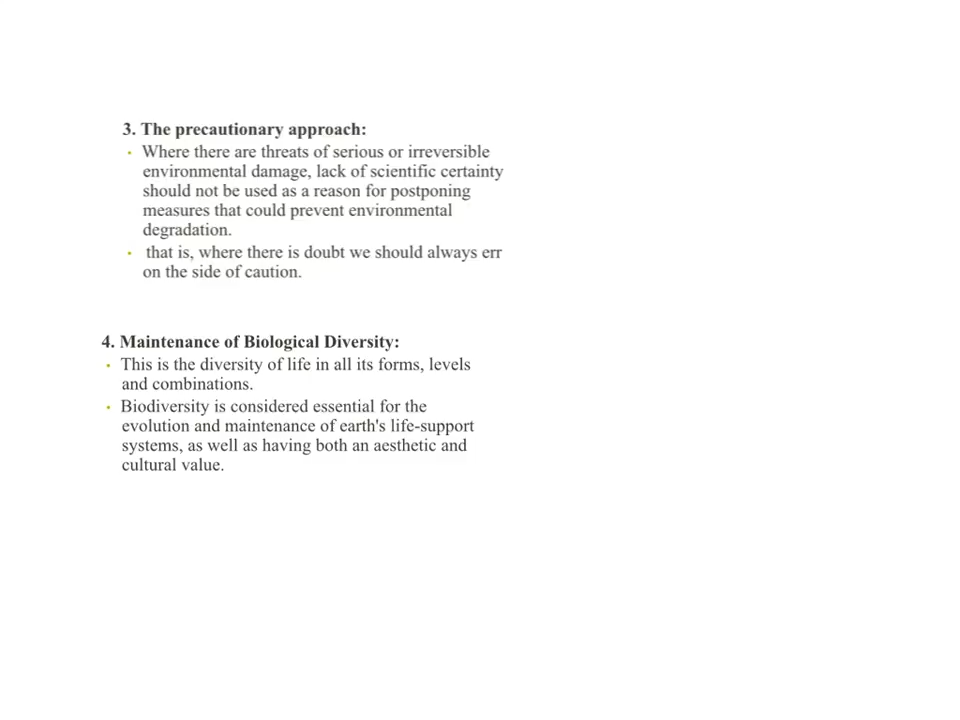 3. The precautionary approach:
• Where there are threats of serious or irreversible
environmental damage, lack of scientific certainty
should not be used as a reason for postponing
measures that could prevent environmental
degradation.
• that is, where there is doubt we should always err
on the side of caution.
4. Maintenance of Biological Diversity:
• This is the diversity of life in all its forms, levels
and combinations.
• Biodiversity is considered essential for the
evolution and maintenance of earth's life-support
systems, as well as having both an aesthetic and
cultural value.